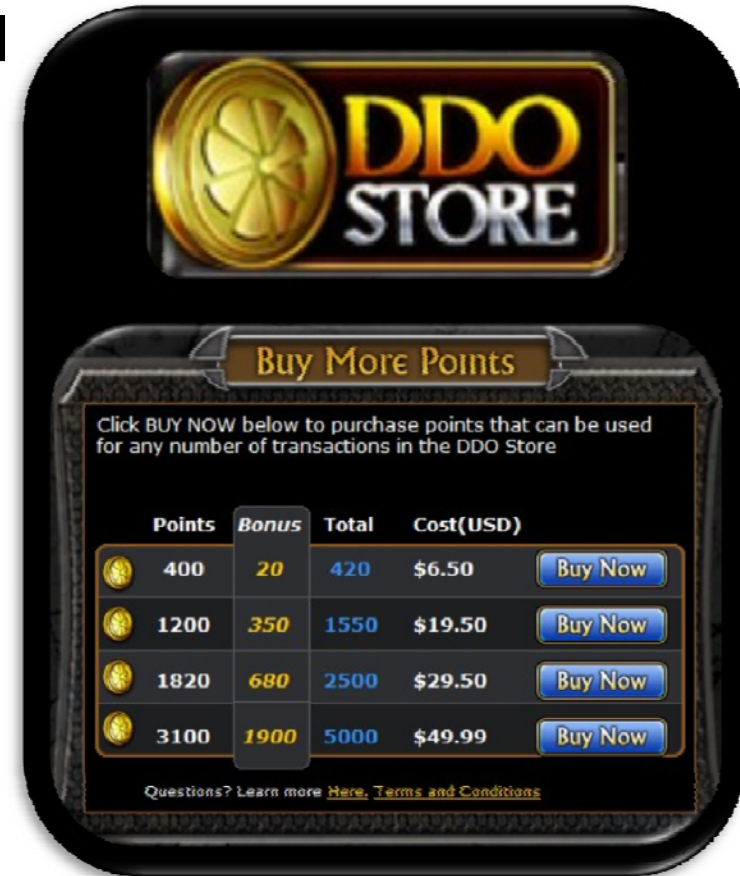 DDO
STORE
Buy More Points
Click BUY NOW below to purchase points that can be used
for any number of transactions in the DDO Store
Points Bonus Total Cost(USD)
400 20 420 $6.50 Buy Now
1200 350 1550 $19.50 Buy Now
1820 680 2500 $29.50 Buy Now
3100 1900 5000 $49.99 Buy Now
Questions? Learn more Here. Terms and Conditions